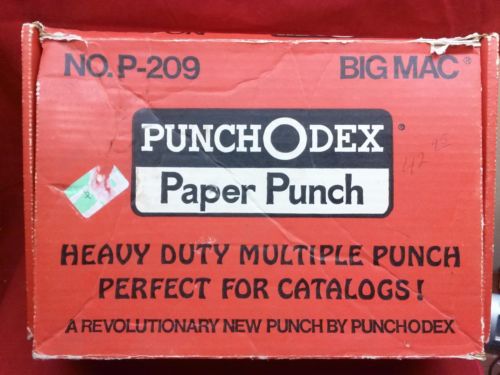 NO. P-209 BIG MAC®
PUNCHODEX®
Paper Punch
HEAVY DUTY MULTIPLE PUNCH
PERFECT FOR CATALOGS!
A REVOLUTIONARY NEW PUNCH BY PUNCHODEX